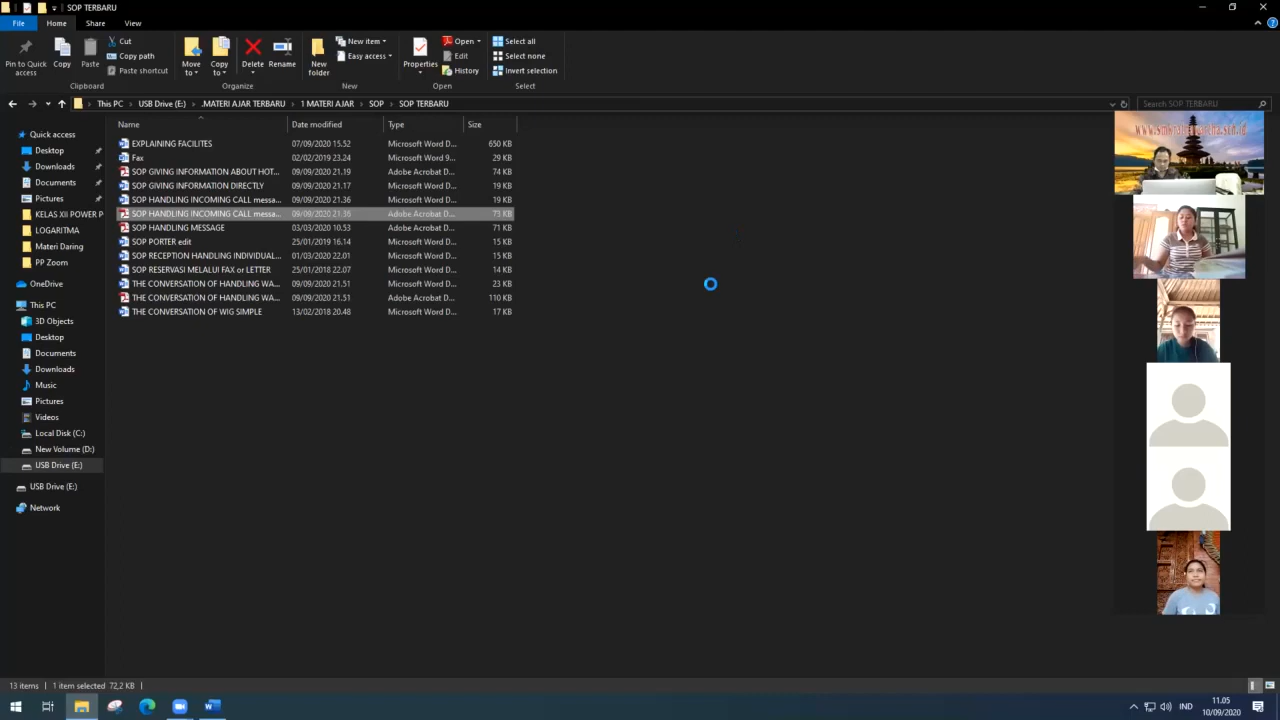 SOP TERBARU
File Home Share View
Pin to Quick access
Copy
Paste
Cut
Copy path
Paste shortcut
Clipboard
Move to
Copy to
Delete
Rename
Organize
New folder
New item
Easy access
New
Properties
Open
Edit
History
Open
Select all
Select none
Invert selection
Select
This PC USB Drive (E:) .MATERI AJAR TERBARU 1 MATERI AJAR SOP SOP TERBARU
Search SOP TERBARU
Name Date modified Type Size
EXPLAINING FACILITES 07/09/2020 15.52 Microsoft Word D... 650 KB
Fax 02/02/2019 23.24 Microsoft Word 9... 29 KB
SOP GIVING INFORMATION ABOUT HOT... 09/09/2020 21.19 Adobe Acrobat D... 74 KB
SOP GIVING INFORMATION DIRECTLY 09/09/2020 21.17 Microsoft Word D... 19 KB
SOP HANDLING INCOMING CALL messa... 09/09/2020 21.36 Microsoft Word D... 19 KB
SOP HANDLING INCOMING CALL messa... 09/09/2020 21.36 Adobe Acrobat D... 73 KB
SOP HANDLING MESSAGE 03/03/2020 10.53 Adobe Acrobat D... 71 KB
SOP PORTER edit 25/01/2019 16.14 Microsoft Word D... 15 KB
SOP RECEPTION HANDLING INDIVIDUAL... 01/03/2020 22.01 Microsoft Word D... 15 KB
SOP RESERVASI MELALUI FAX or LETTER 25/01/2018 22.07 Microsoft Word D... 14 KB
THE CONVERSATION OF HANDLING WA... 09/09/2020 21.51 Microsoft Word D... 23 KB
THE CONVERSATION OF HANDLING WA... 09/09/2020 21.51 Adobe Acrobat D... 110 KB
THE CONVERSATION OF WIG SIMPLE 13/02/2018 20.48 Microsoft Word D... 17 KB
Quick access
Desktop
Downloads
Documents
Pictures
KELAS XII POWER P
LOGARITMA
Materi Daring
PP Zoom
OneDrive
This PC
3D Objects
Desktop
Documents
Downloads
Music
Pictures
Videos
Local Disk (C:)
New Volume (D:)
USB Drive (E:)
USB Drive (E:)
Network
13 items 1 item selected 72,2 KB
IND
11.05
10/09/2020